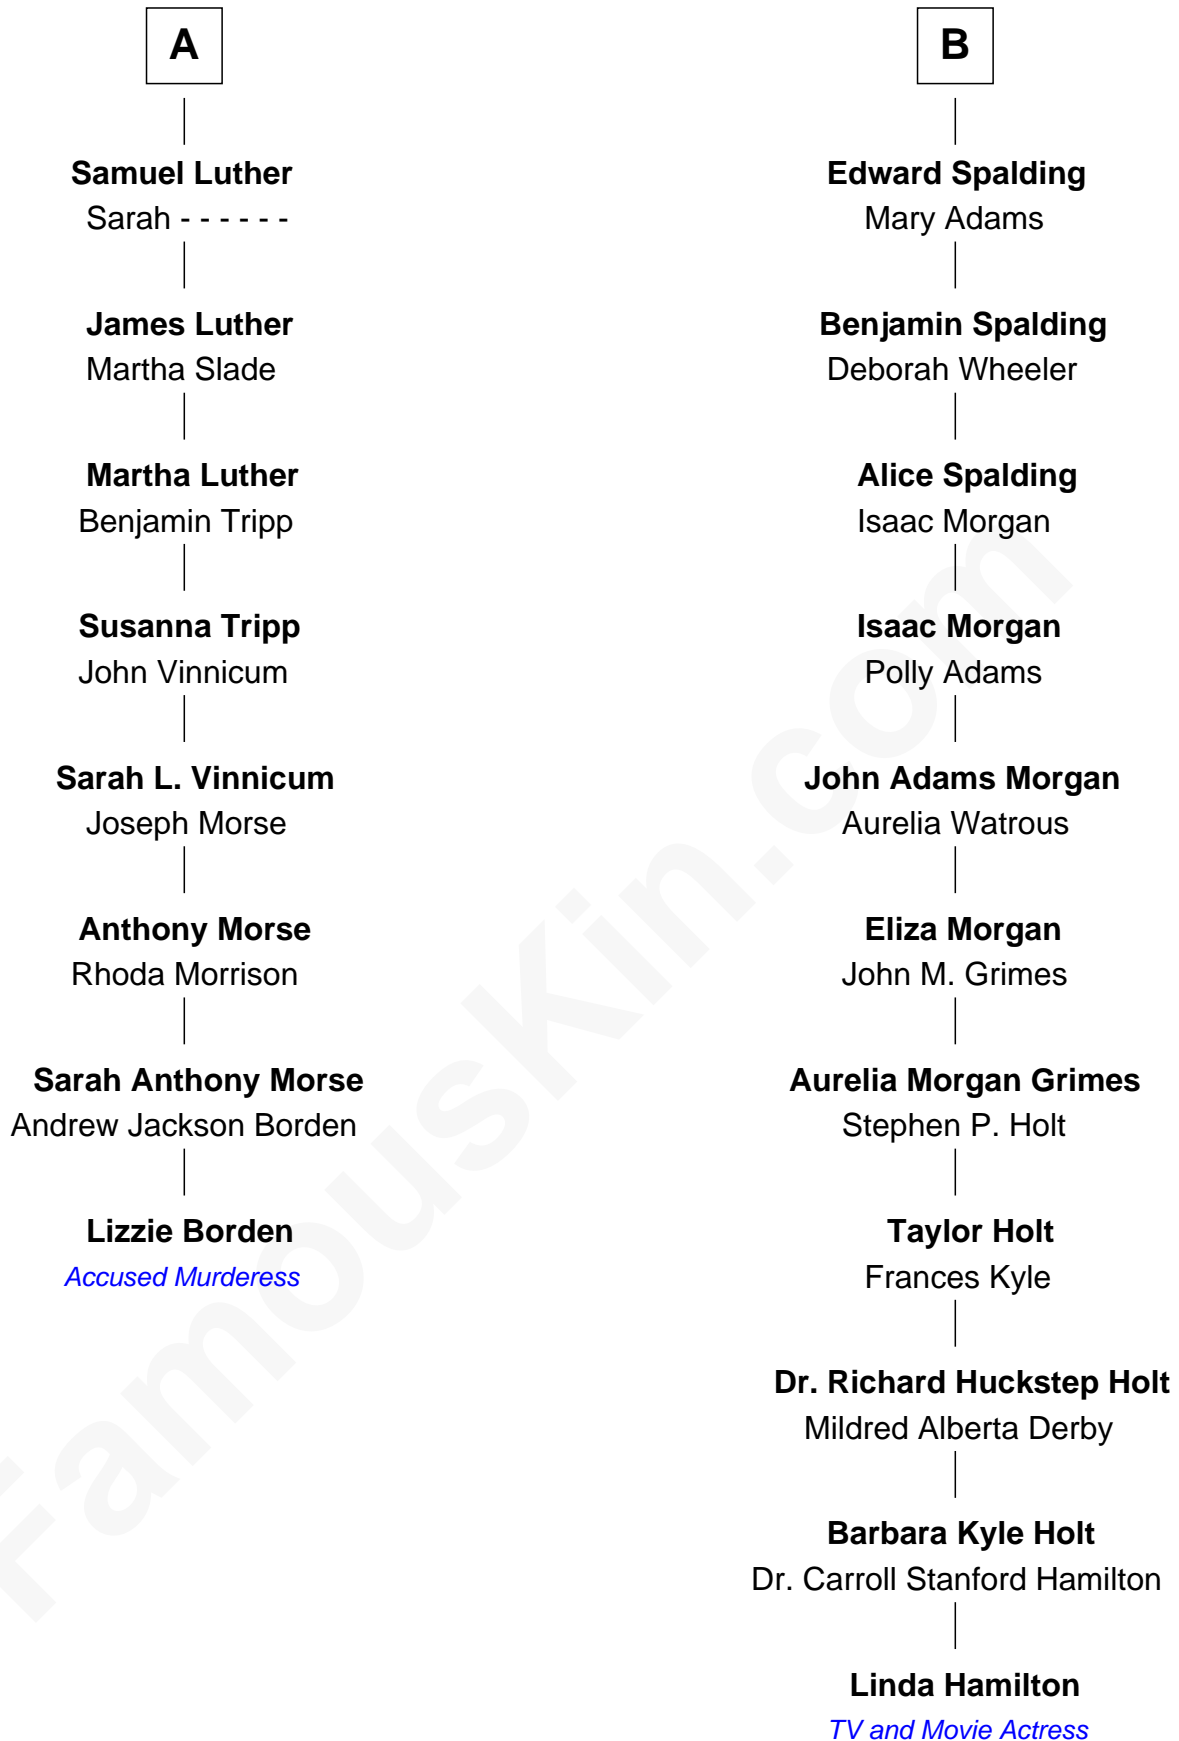 A
Samuel Luther
Sarah - - - - - -
James Luther
Martha Slade
Martha Luther
Benjamin Tripp
Susanna Tripp
John Vinnicum
Sarah L. Vinnicum
Joseph Morse
Anthony Morse
Rhoda Morrison
Sarah Anthony Morse
Andrew Jackson Borden
Lizzie Borden
Accused Murderess
B
Edward Spalding
Mary Adams
Benjamin Spalding
Deborah Wheeler
Alice Spalding
Isaac Morgan
Isaac Morgan
Polly Adams
John Adams Morgan
Aurelia Watrous
Eliza Morgan
John M. Grimes
Aurelia Morgan Grimes
Stephen P. Holt
Taylor Holt
Frances Kyle
Dr. Richard Huckstep Holt
Mildred Alberta Derby
Barbara Kyle Holt
Dr. Carroll Stanford Hamilton
Linda Hamilton
TV and Movie Actress
FamousKin.com